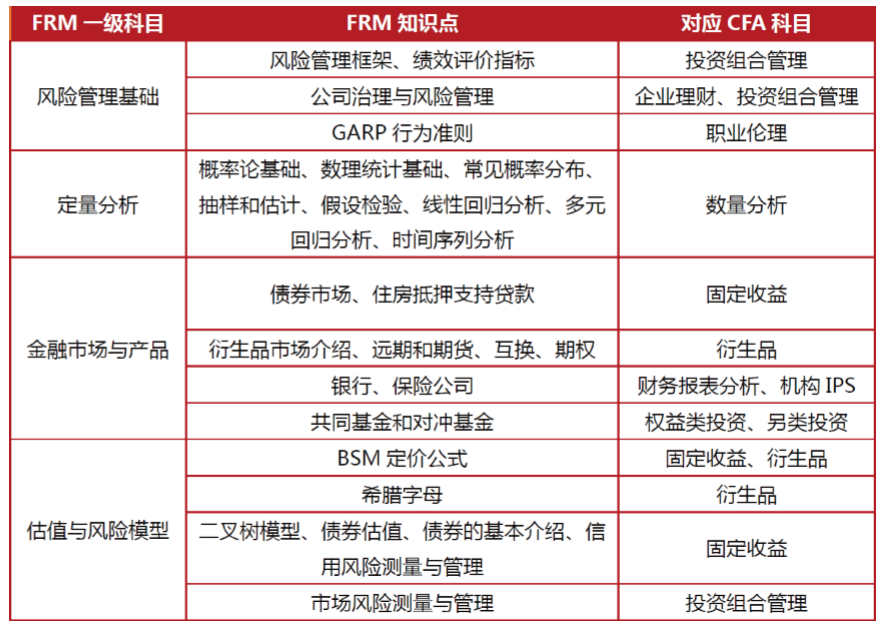 FRM 一级科目
FRM 知识点
对应 CFA 科目
风险管理基础
风险管理框架、绩效评价指标
投资组合管理
公司治理与风险管理
企业理财、投资组合管理
GARP 行为准则
职业伦理
定量分析
概率论基础、数理统计基础、常见概率分布、
抽样和估计、假设检验、线性回归分析、多元
回归分析、时间序列分析
数量分析
金融市场与产品
债券市场、住房抵押支持贷款
固定收益
衍生品市场介绍、远期和期货、互换、期权
衍生品
银行、保险公司
财务报表分析、机构 IPS
共同基金和对冲基金
权益类投资、另类投资
估值与风险模型
BSM 定价公式
固定收益、衍生品
希腊字母
衍生品
二叉树模型、债券估值、债券的基本介绍、信
用风险测量与管理
固定收益
市场风险测量与管理
投资组合管理